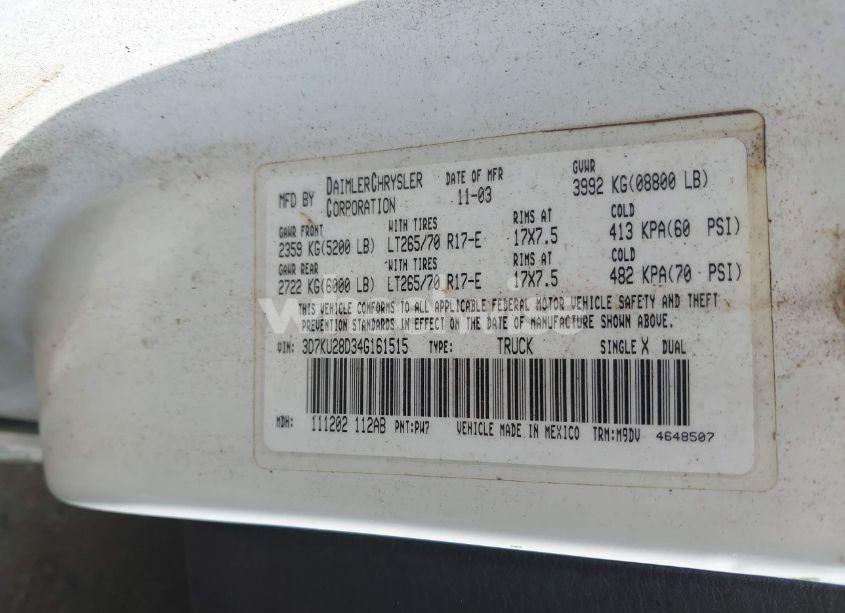 MFD BY DAIMLERCHRYSLER CORPORATION DATE OF MFR 11-03 GVWR 3992 KG(08800 LB)
GAWR FRONT WITH TIRES RIMS AT COLD
2359 KG(5200 LB) LT265/70 R17-E 17X7.5 413 KPA(60 PSI)
GAWR REAR WITH TIRES RIMS AT COLD
2722 KG(6000 LB) LT265/70 R17-E 17X7.5 482 KPA(70 PSI)
THIS VEHICLE CONFORMS TO ALL APPLICABLE FEDERAL MOTOR VEHICLE SAFETY AND THEFT
PREVENTION STANDARDS IN EFFECT ON THE DATE OF MANUFACTURE SHOWN ABOVE.
VIN: 3D7KU28D34G161515 TYPE: TRUCK SINGLE X DUAL
MDH: 111202 112AB PNT:PW7 VEHICLE MADE IN MEXICO TRM:M9DV 4648507